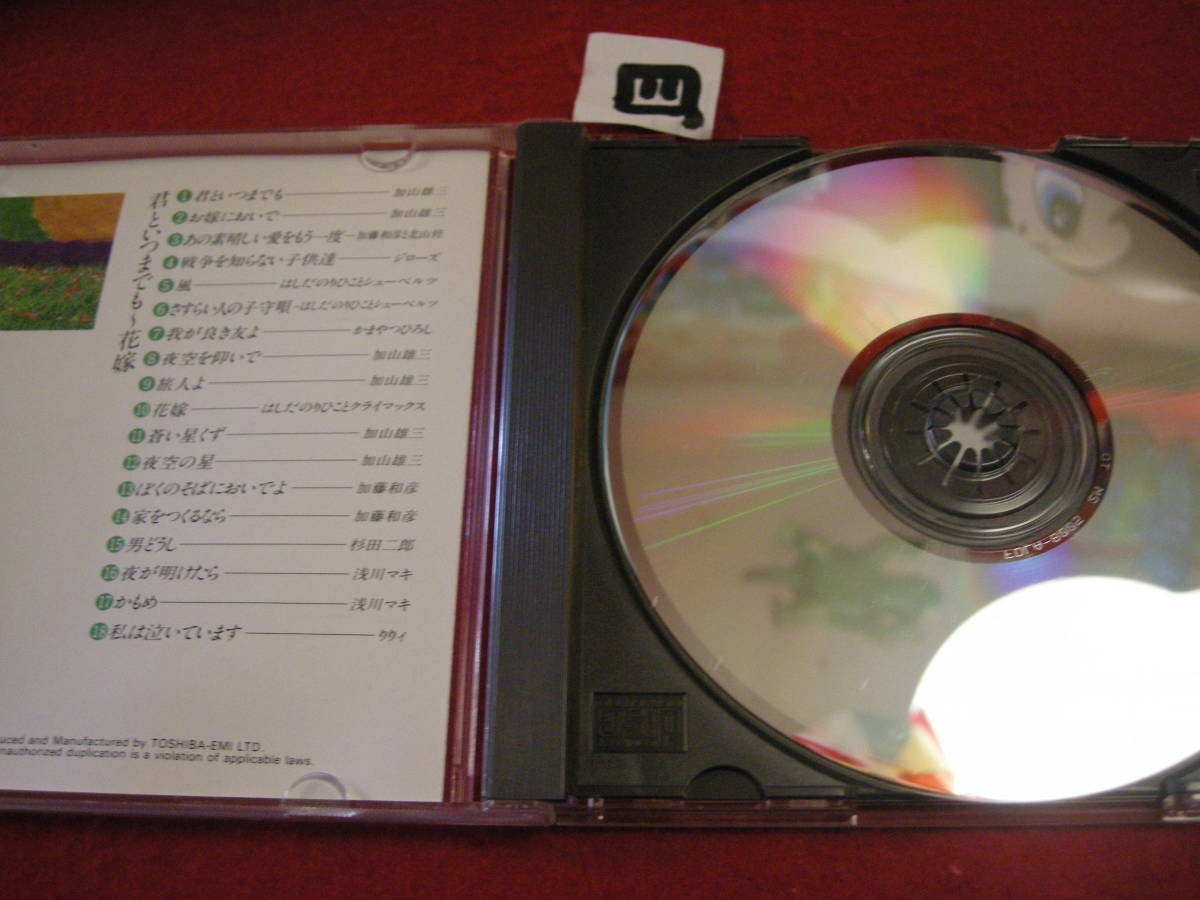 君といつまでも～花嫁
1 君といつまでも 加山雄三
2 お嫁においで 加山雄三
3 あの素晴しい愛をもう一度 加藤和彦と北山修
4 戦争を知らない子供達 ジローズ
5 風 はしだのりひことシューベルツ
6 さすらい人の子守唄 はしだのりひことシューベルツ
7 我が良き友よ かまやつひろし
8 夜空を仰いで 加山雄三
9 旅人よ 加山雄三
10 花嫁 はしだのりひことクライマックス
11 蒼い星くず 加山雄三
12 夜空の星 加山雄三
13 ぼくのそばにおいでよ 加藤和彦
14 家をつくるなら 加藤和彦
15 男どうし 杉田二郎
16 夜が明けたら 浅川マキ
17 かもめ 浅川マキ
18 私は泣いています りりィ
uced and Manufactured by TOSHIBA-EMI LTD.
nauthorized duplication is a violation of applicable laws.